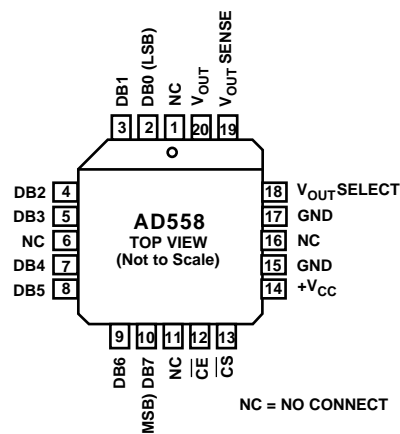 DB1
DB0 (LSB)
NC
VOUT
VOUT SENSE
3 2 1 20 19
DB2 4
DB3 5
NC 6
DB4 7
DB5 8
AD558
TOP VIEW
(Not to Scale)
18 VOUT SELECT
17 GND
16 NC
15 GND
14 +VCC
9 10 11 12 13
DB6
MSB) DB7
NC
CE
CS
NC = NO CONNECT